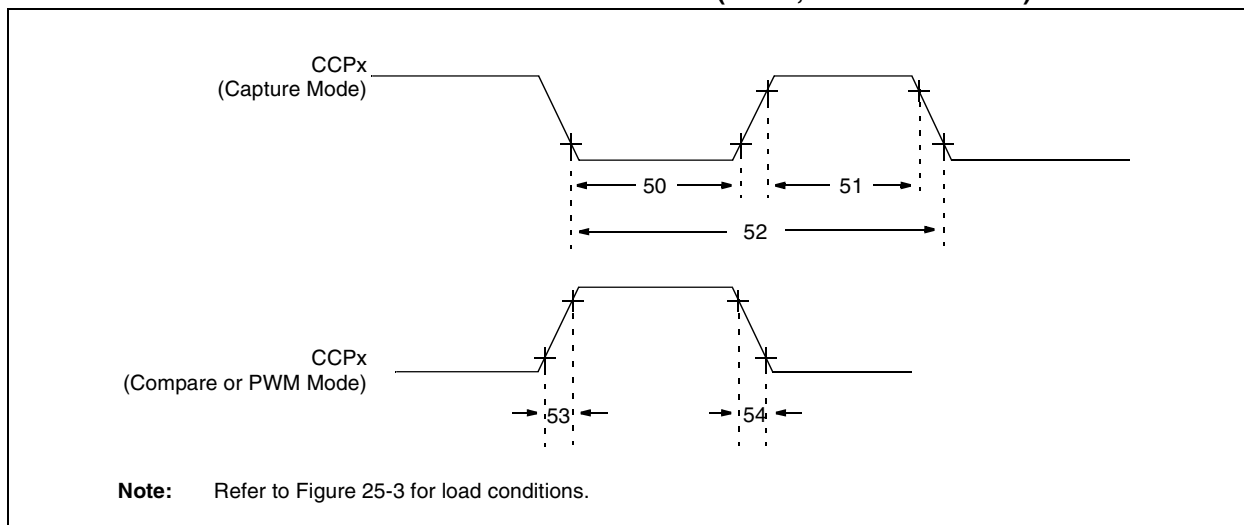 CCPx
(Capture Mode)
50
51
52
CCPx
(Compare or PWM Mode)
53
54
Note: Refer to Figure 25-3 for load conditions.